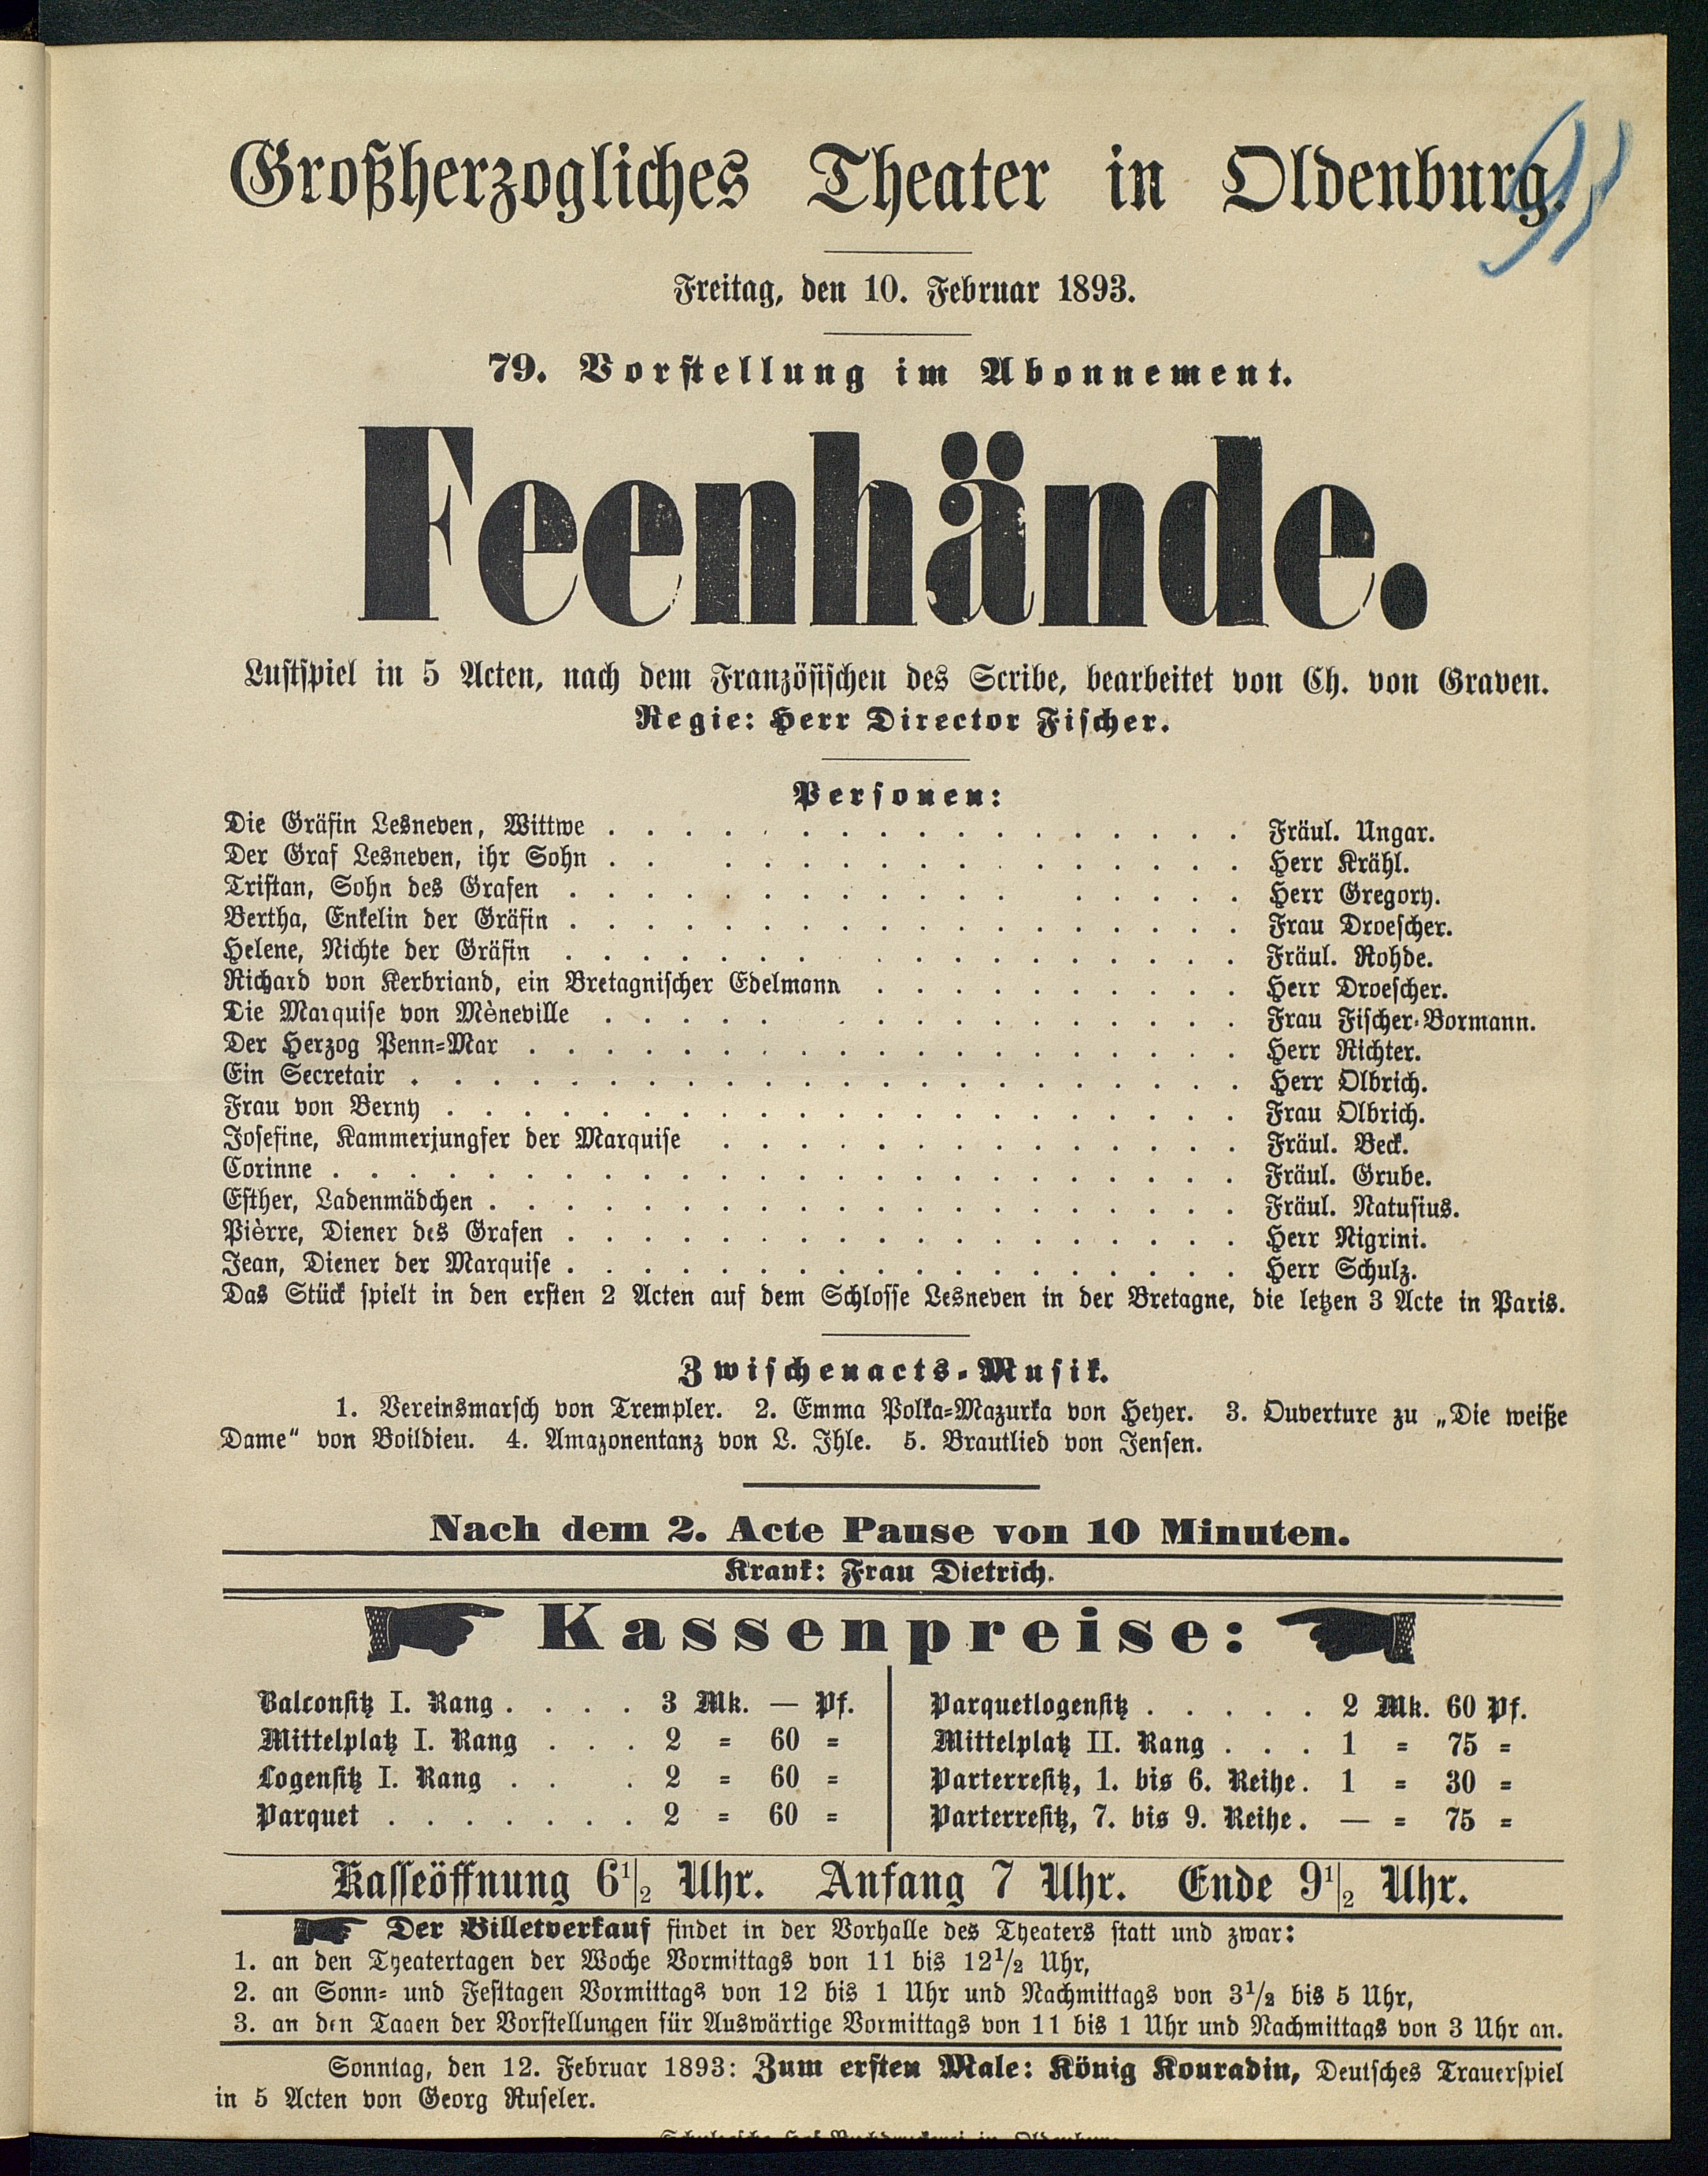 Großherzogliches Theater in Oldenburg.
95
Freitag, den 10. Februar 1893.
79. Vorstellung im Abonnement.
Feenhände.
Lustspiel in 5 Acten, nach dem Französischen des Scribe, bearbeitet von Ch. von Graven.
Regie: Herr Director Fischer.
Personen:
Die Gräfin Lesneven, Wittwe . . . . . . . . . . . . . . . . . Fräul. Ungar.
Der Graf Lesneven, ihr Sohn . . . . . . . . . . . . . . . . Herr Krähl.
Tristan, Sohn des Grafen . . . . . . . . . . . . . . . . . Herr Gregory.
Bertha, Enkelin der Gräfin . . . . . . . . . . . . . . . . . . Frau Droescher.
Helene, Nichte der Gräfin . . . . . . . . . . . . . . . . . Fräul. Rohde.
Richard von Kerbriand, ein Bretagnischer Edelmann . . . . . . . . . . Herr Droescher.
Die Marquise von Mèneville . . . . . . . . . . . . . . . . Frau Fischer-Bormann.
Der Herzog Penn-Mar . . . . . . . . . . . . . . . . . . . Herr Richter.
Ein Secretair . . . . . . . . . . . . . . . . . . . . . . Herr Olbrich.
Frau von Berny . . . . . . . . . . . . . . . . . . . . . Frau Olbrich.
Josefine, Kammerjungfer der Marquise . . . . . . . . . . . . . . Fräul. Beck.
Corinne . . . . . . . . . . . . . . . . . . . . . . . . Fräul. Grube.
Esther, Ladenmädchen . . . . . . . . . . . . . . . . . . . . Fräul. Natusius.
Pièrre, Diener des Grafen . . . . . . . . . . . . . . . . . . Herr Nigrini.
Jean, Diener der Marquise . . . . . . . . . . . . . . . . . . Herr Schulz.
Das Stück spielt in den ersten 2 Acten auf dem Schlosse Lesneven in der Bretagne, die letzen 3 Acte in Paris.
Zwischenacts-Musik.
1. Vereinsmarsch von Trempler. 2. Emma Polka-Mazurka von Heyer. 3. Ouverture zu „Die weiße
Dame“ von Boildieu. 4. Amazonentanz von L. Ihle. 5. Brautlied von Jensen.
Nach dem 2. Acte Pause von 10 Minuten.
Krank: Frau Dietrich.
Kassenpreise:
Balconsitz I. Rang . . . . 3 Mk. — Pf.
Mittelplatz I. Rang . . . 2 = 60 =
Logensitz I. Rang . . . 2 = 60 =
Parquet . . . . . . . 2 = 60 =
Parquetlogensitz . . . . . 2 Mk. 60 Pf.
Mittelplatz II. Rang . . . 1 = 75 =
Parterresitz, 1. bis 6. Reihe. 1 = 30 =
Parterresitz, 7. bis 9. Reihe. — = 75 =
Kasseöffnung 6 1/2 Uhr. Anfang 7 Uhr. Ende 9 1/2 Uhr.
Der Billetverkauf findet in der Vorhalle des Theaters statt und zwar:
1. an den Theatertagen der Woche Vormittags von 11 bis 12 1/2 Uhr,
2. an Sonn- und Festtagen Vormittags von 12 bis 1 Uhr und Nachmittags von 3 1/2 bis 5 Uhr,
3. an den Tagen der Vorstellungen für Auswärtige Vormittags von 11 bis 1 Uhr und Nachmittags von 3 Uhr an.
Sonntag, den 12. Februar 1893: Zum ersten Male: König Konradin, Deutsches Trauerspiel
in 5 Acten von Georg Ruseler.